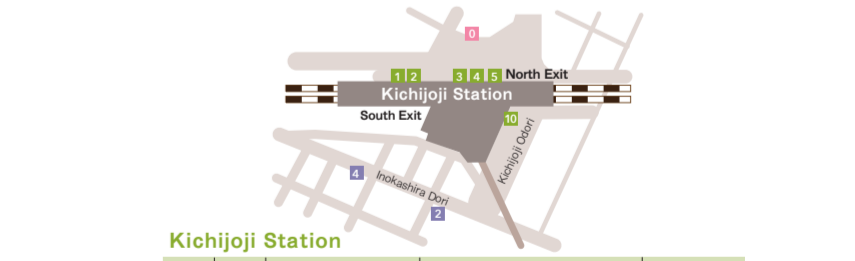 0
1 2 3 4 5 North Exit
Kichijoji Station
South Exit
10
Kichijoji Odori
4
Inokashira Dori
2
Kichijoji Station